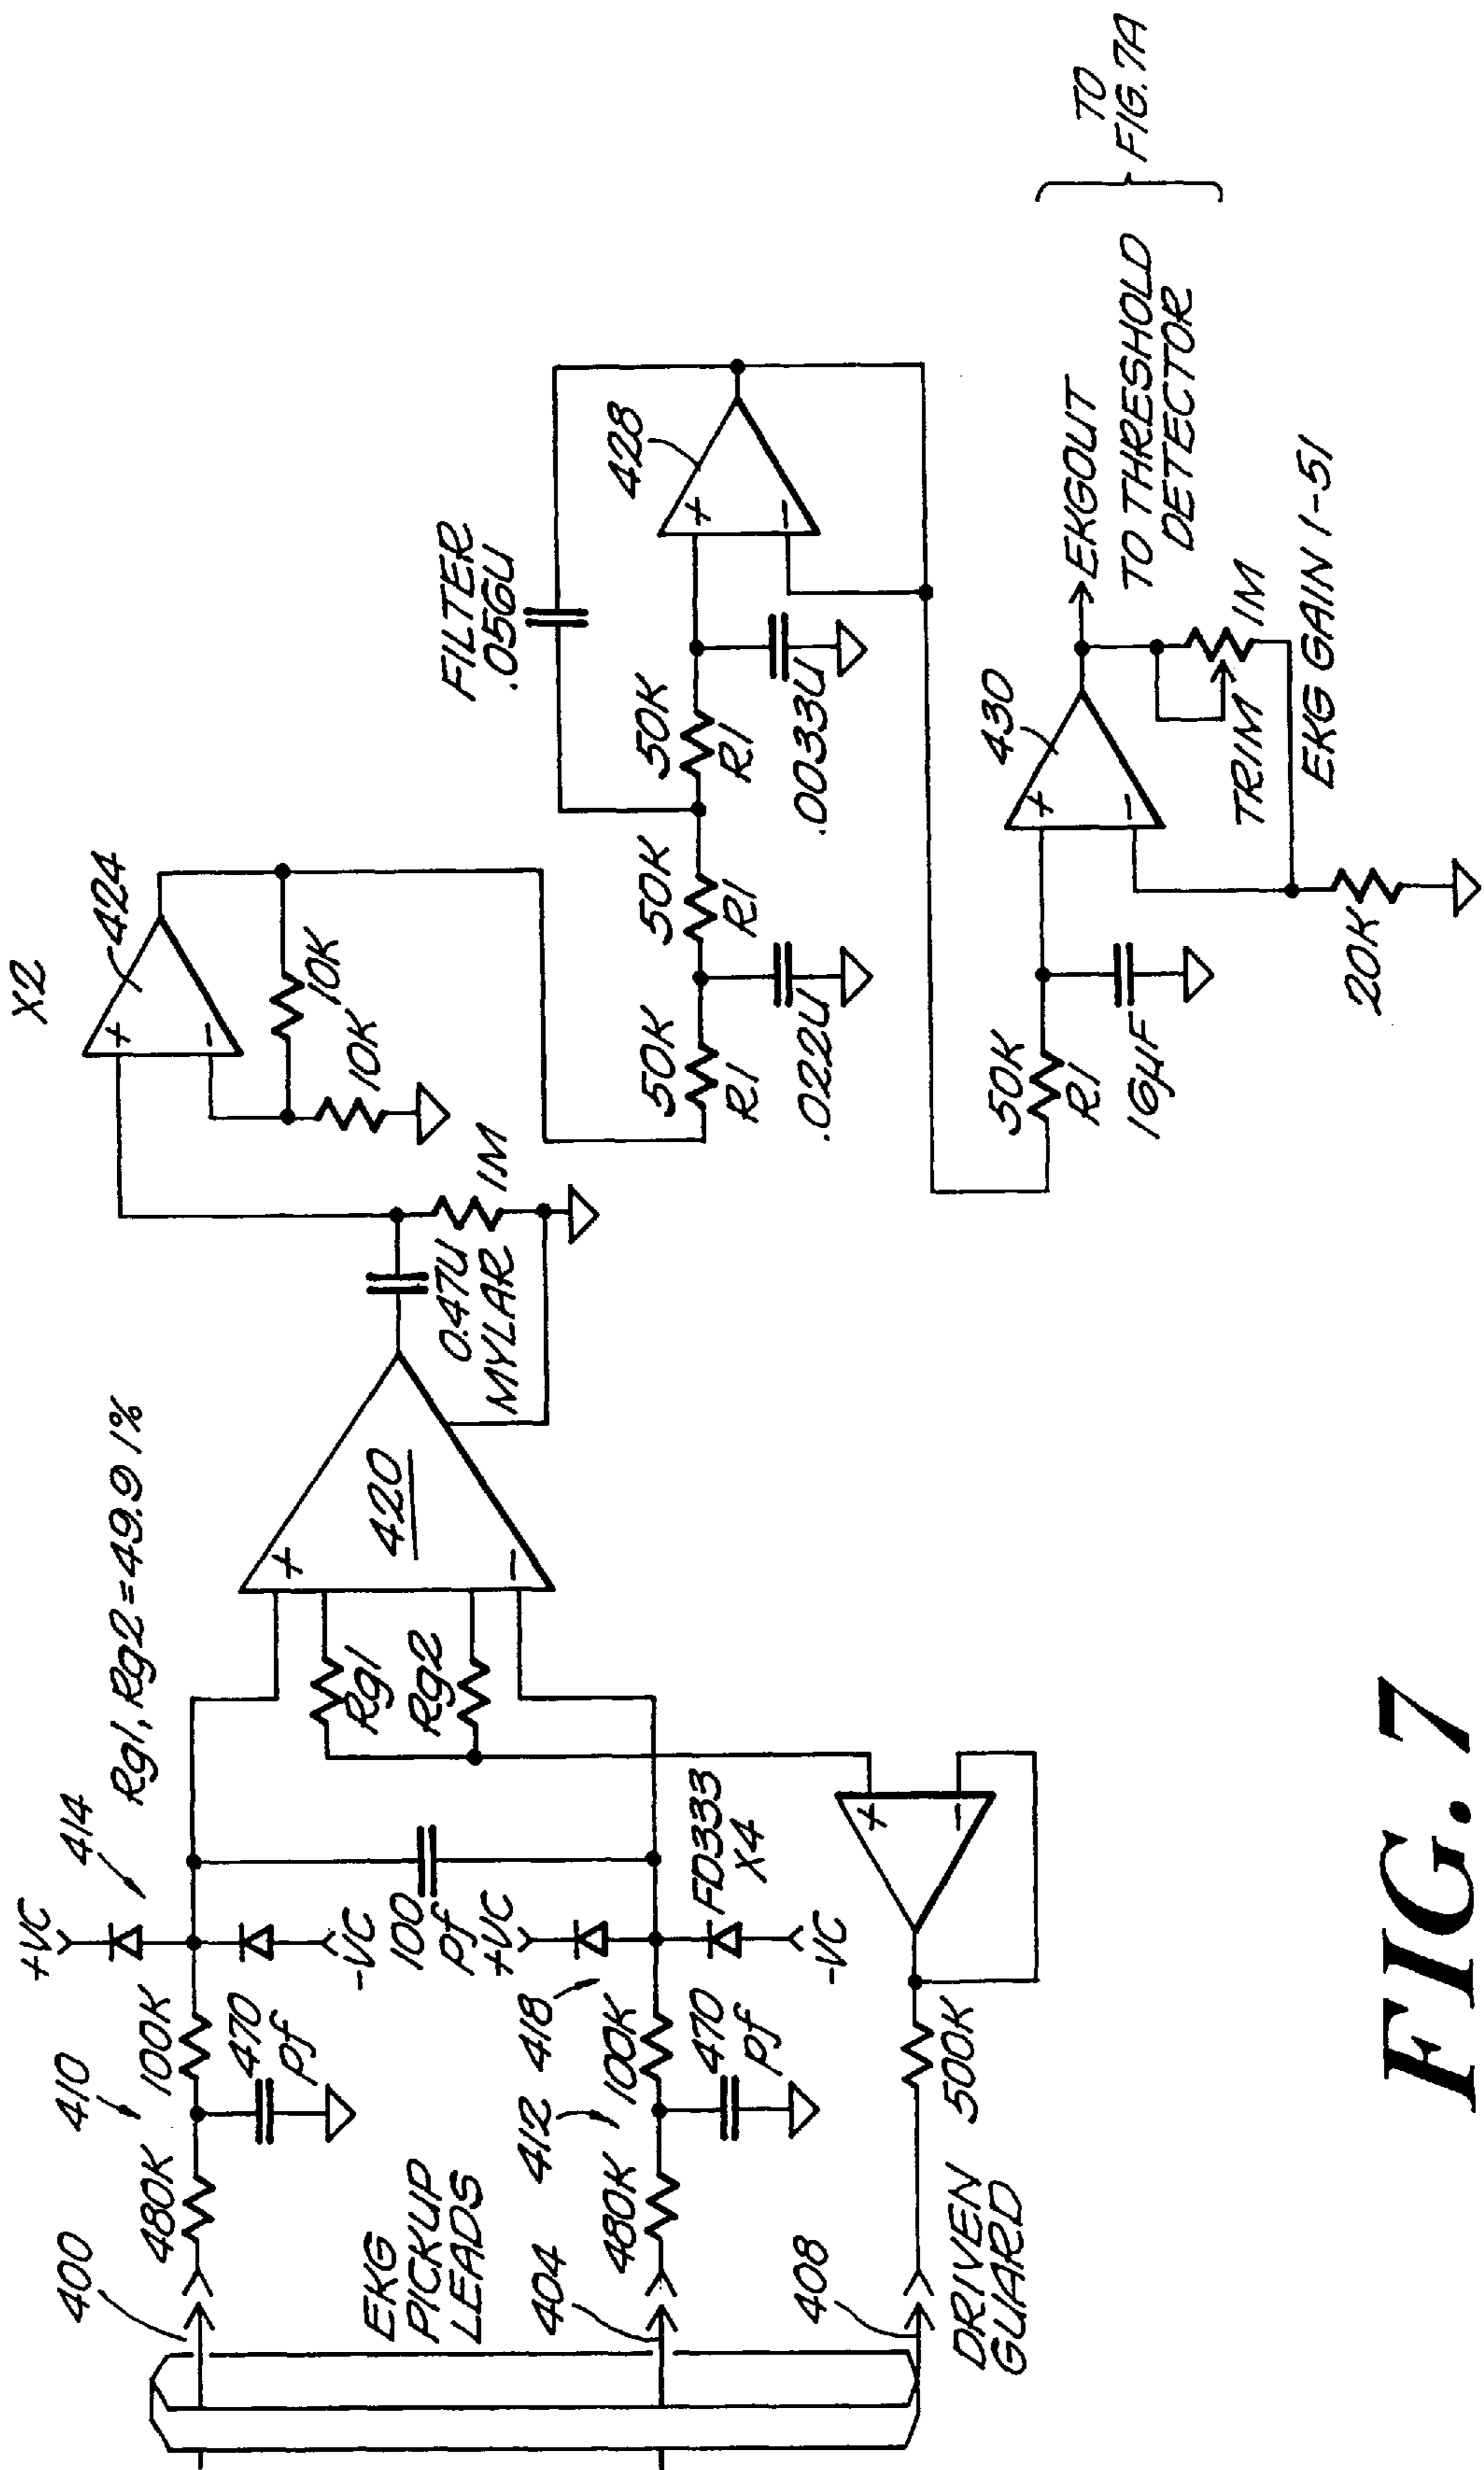 400
480K
410
100K
470
pf
+VC
414
-VC
Rg1, Rg2=49.9 1%
EKG
PICKUP
LEADS
404
480K
412
418
100K
470
pf
100
pf
+VC
FD333
X4
-VC
Rg1
Rg2
+
420
-
0.47U
MYLAR
1M
X2
424
+
-
10K
10K
408
DRIVEN
GUARD
500K
+
-
FILTER
.056U
50K
R1
.022U
50K
R1
50K
R1
.0033U
428
+
-
50K
R1
16µF
430
+
-
EKGOUT
TO THRESHOLD
DETECTOR
TRIM
1M
EKG GAIN 1-51
20K
TO
FIG. 7A
FIG. 7